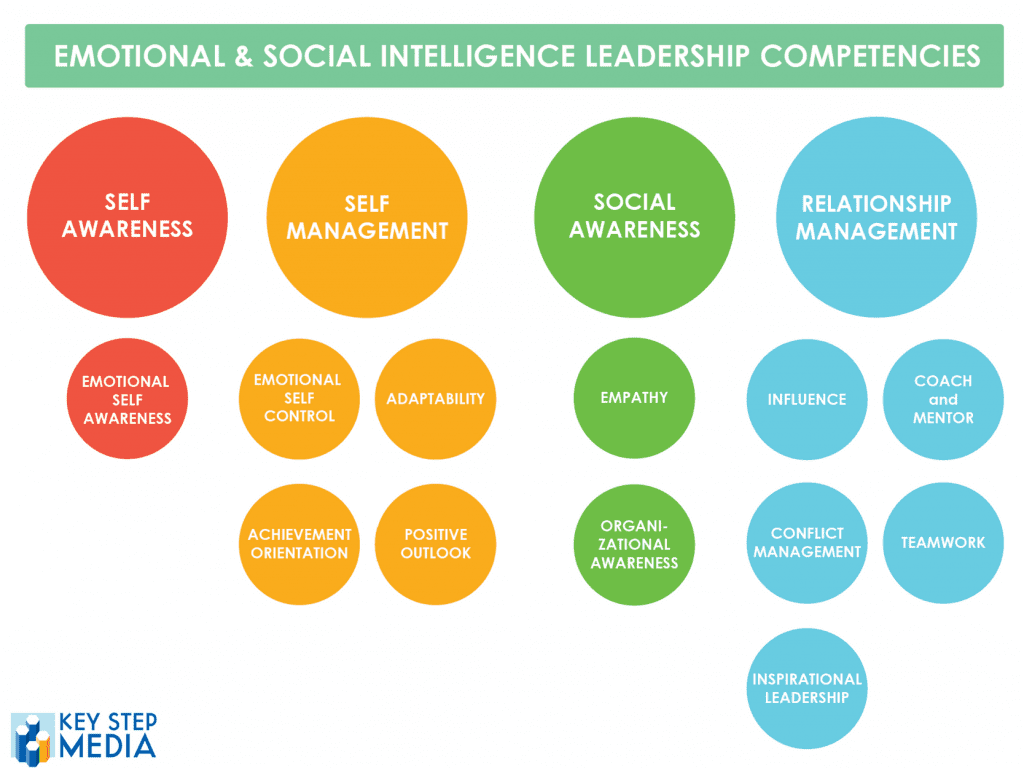 EMOTIONAL & SOCIAL INTELLIGENCE LEADERSHIP COMPETENCIES
SELF
AWARENESS
SELF
MANAGEMENT
SOCIAL
AWARENESS
RELATIONSHIP
MANAGEMENT
EMOTIONAL
SELF
AWARENESS
EMOTIONAL
SELF
CONTROL
ADAPTABILITY
EMPATHY
INFLUENCE
COACH
and
MENTOR
ACHIEVEMENT
ORIENTATION
POSITIVE
OUTLOOK
ORGANI-
ZATIONAL
AWARENESS
CONFLICT
MANAGEMENT
TEAMWORK
INSPIRATIONAL
LEADERSHIP
KEY STEP
MEDIA